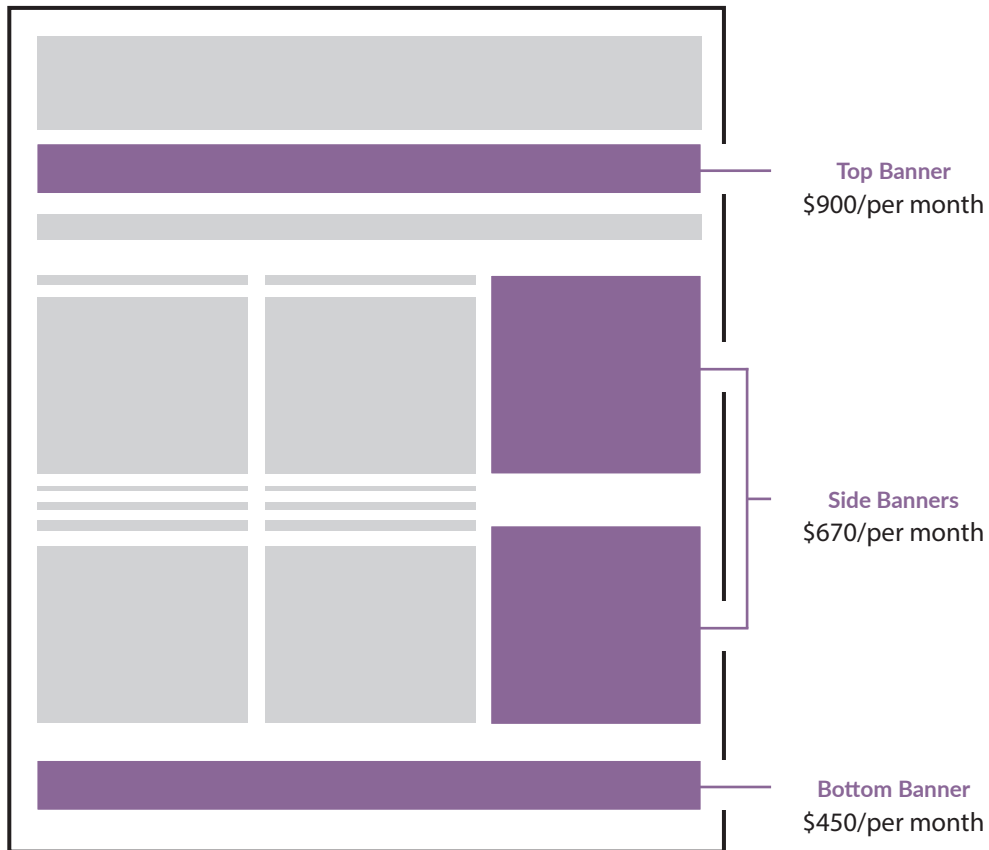 Top Banner
$900/per month
Side Banners
$670/per month
Bottom Banner
$450/per month